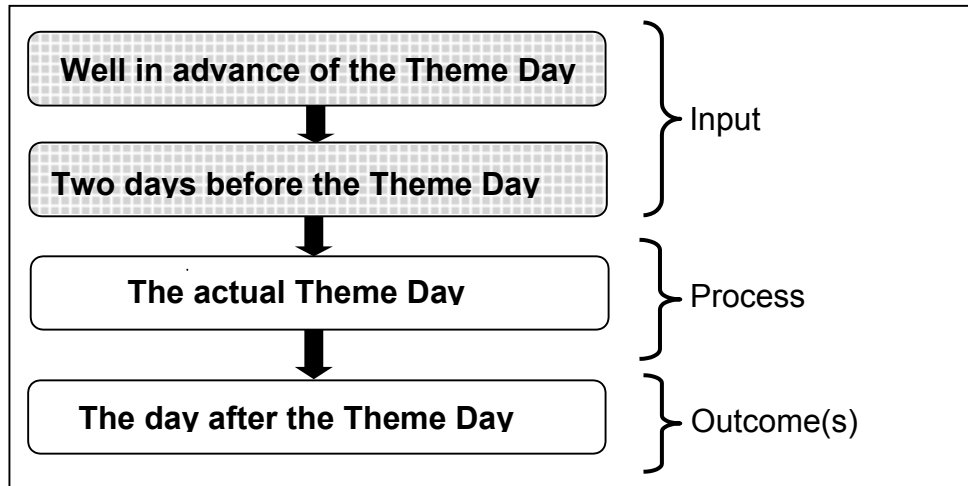 Well in advance of the Theme Day
Input
Two days before the Theme Day
The actual Theme Day
Process
The day after the Theme Day
Outcome(s)